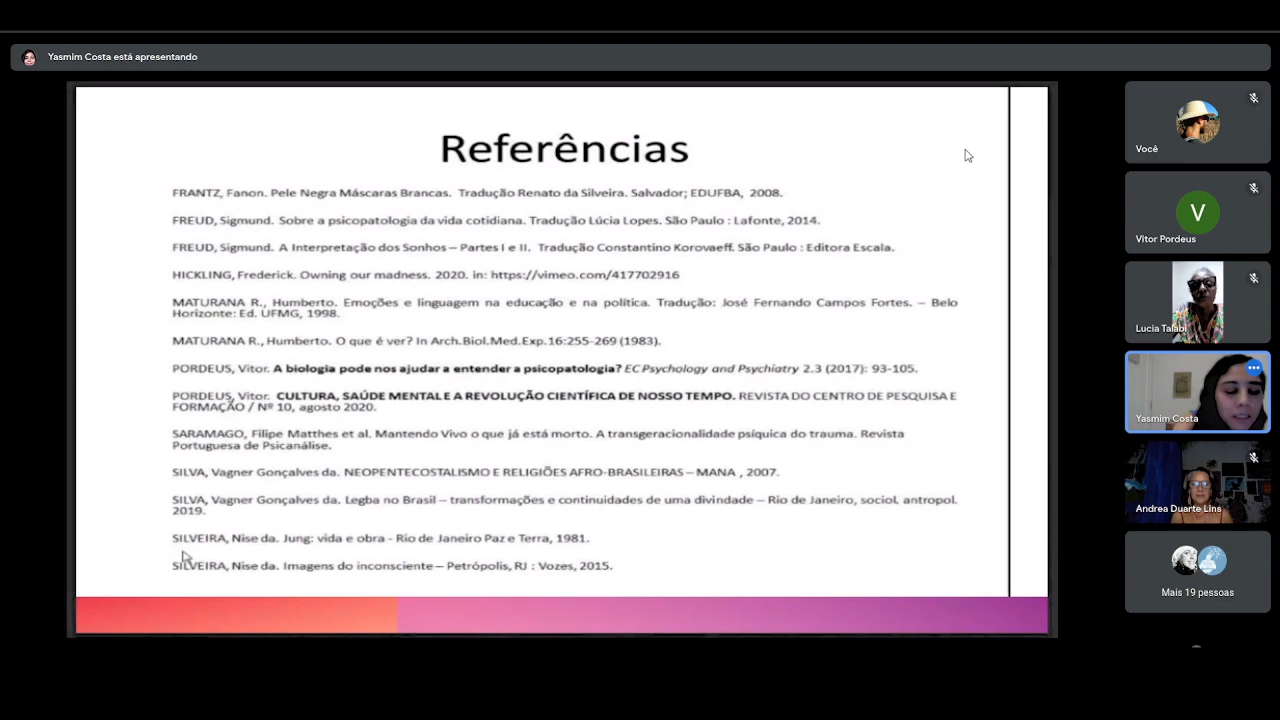 Yasmim Costa está apresentando
Referências
FRANTZ, Fanon. Pele Negra Máscaras Brancas. Tradução Renato da Silveira. Salvador; EDUFBA, 2008.
FREUD, Sigmund. Sobre a psicopatologia da vida cotidiana. Tradução Lúcia Lopes. São Paulo : Lafonte, 2014.
FREUD, Sigmund. A Interpretação dos Sonhos – Partes I e II. Tradução Constantino Korovaeff. São Paulo : Editora Escala.
HICKLING, Frederick. Owning our madness. 2020. in: https://vimeo.com/417702916
MATURANA R., Humberto. Emoções e linguagem na educação e na política. Tradução: José Fernando Campos Fortes. – Belo
Horizonte: Ed. UFMG, 1998.
MATURANA R., Humberto. O que é ver? In Arch.Biol.Med.Exp.16:255-269 (1983).
PORDEUS, Vitor. A biologia pode nos ajudar a entender a psicopatologia? EC Psychology and Psychiatry 2.3 (2017): 93-105.
PORDEUS, Vitor. CULTURA, SAÚDE MENTAL E A REVOLUÇÃO CIENTÍFICA DE NOSSO TEMPO. REVISTA DO CENTRO DE PESQUISA E
FORMAÇÃO / Nº 10, agosto 2020.
SARAMAGO, Filipe Matthes et al. Mantendo Vivo o que já está morto. A transgeracionalidade psíquica do trauma. Revista
Portuguesa de Psicanálise.
SILVA, Vagner Gonçalves da. NEOPENTECOSTALISMO E RELIGIÕES AFRO-BRASILEIRAS – MANA , 2007.
SILVA, Vagner Gonçalves da. Legba no Brasil – transformações e continuidades de uma divindade – Rio de Janeiro, sociol. antropol.
2019.
SILVEIRA, Nise da. Jung: vida e obra - Rio de Janeiro Paz e Terra, 1981.
SILVEIRA, Nise da. Imagens do inconsciente – Petrópolis, RJ : Vozes, 2015.
Você
V
Vitor Pordeus
Lucia Talabi
Yasmim Costa
Andrea Duarte Lins
Mais 19 pessoas